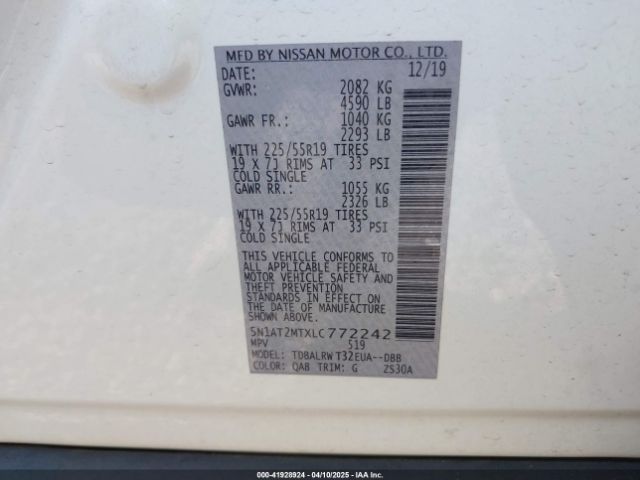 MFD BY NISSAN MOTOR CO., LTD.
DATE: 12/19
GVWR: 2082 KG
4590 LB
GAWR FR.: 1040 KG
2293 LB
WITH 225/55R19 TIRES
19 X 7J RIMS AT 33 PSI
COLD SINGLE
GAWR RR.: 1055 KG
2326 LB
WITH 225/55R19 TIRES
19 X 7J RIMS AT 33 PSI
COLD SINGLE
THIS VEHICLE CONFORMS TO
ALL APPLICABLE FEDERAL
MOTOR VEHICLE SAFETY AND
THEFT PREVENTION
STANDARDS IN EFFECT ON
THE DATE OF MANUFACTURE
SHOWN ABOVE.
5N1AT2MTXLC772242
MPV 519
MODEL: TDBALRW T32EUA--DBB
COLOR: QAB TRIM: G ZS30A
000-41928924 - 04/10/2025 - IAA Inc.